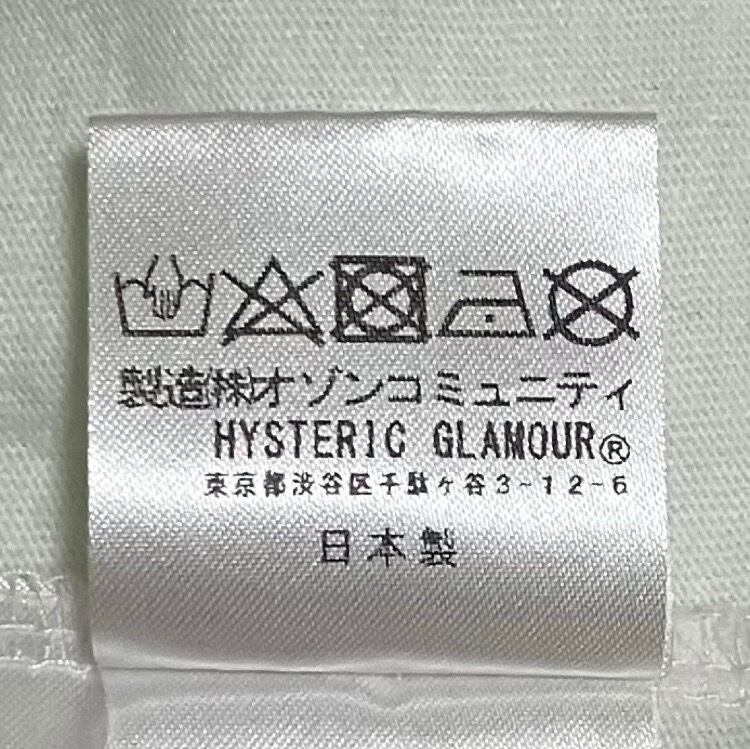 製造(株)オゾンコミュニティ
HYSTERIC GLAMOUR®
東京都渋谷区千駄ヶ谷3-12-6
日本製